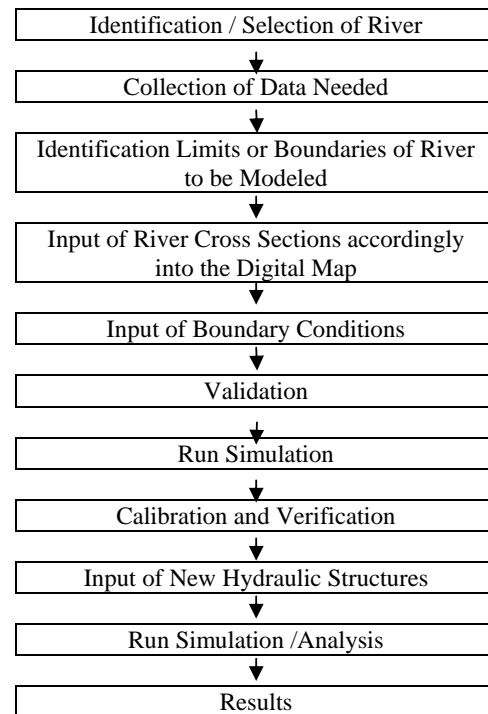 Identification / Selection of River
Collection of Data Needed
Identification Limits or Boundaries of River
to be Modeled
Input of River Cross Sections accordingly
into the Digital Map
Input of Boundary Conditions
Validation
Run Simulation
Calibration and Verification
Input of New Hydraulic Structures
Run Simulation /Analysis
Results